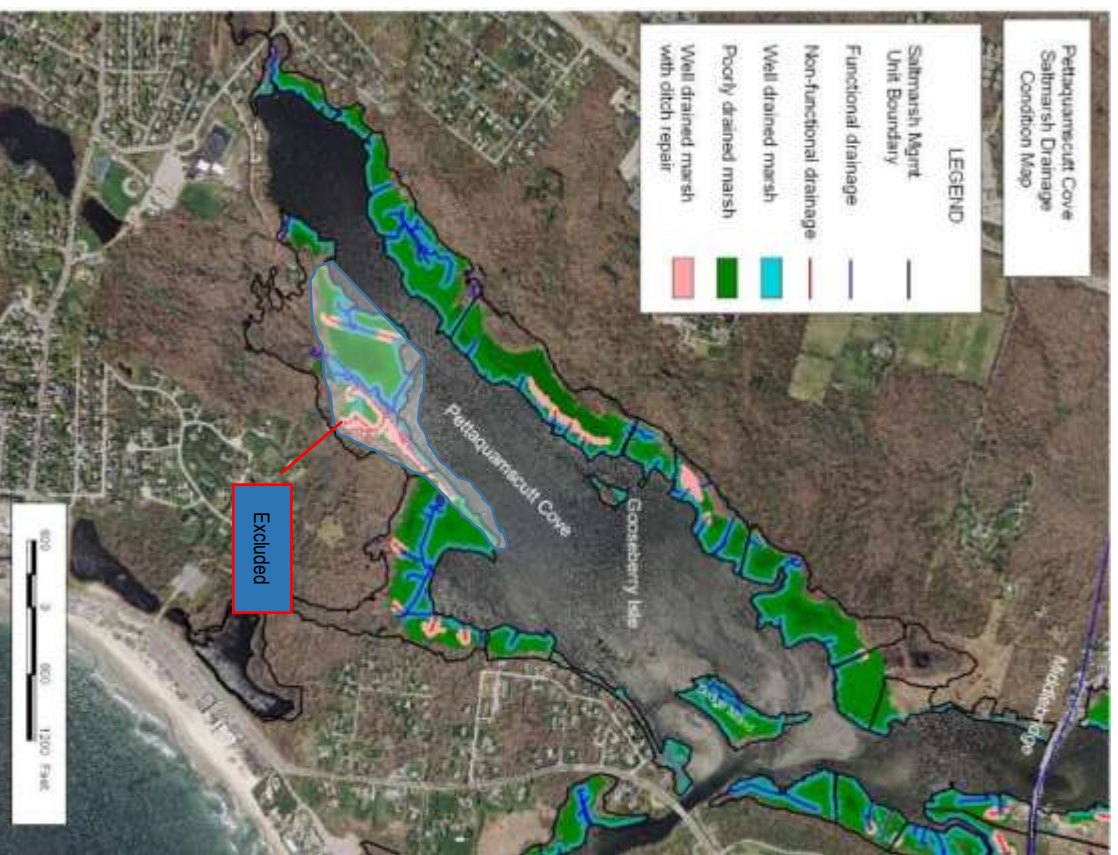 Pettaquamscutt Cove
Saltmarsh Drainage
Condition Map
LEGEND
Saltmarsh Mgmt.
Unit Boundary
Functional drainage
Non-functional drainage
Well drained marsh
Poorly drained marsh
Well drained marsh
with ditch repair
Middlebridge
Gooseberry Isle
Pettaquamscutt Cove
Excluded
600 0 600 1200 Feet